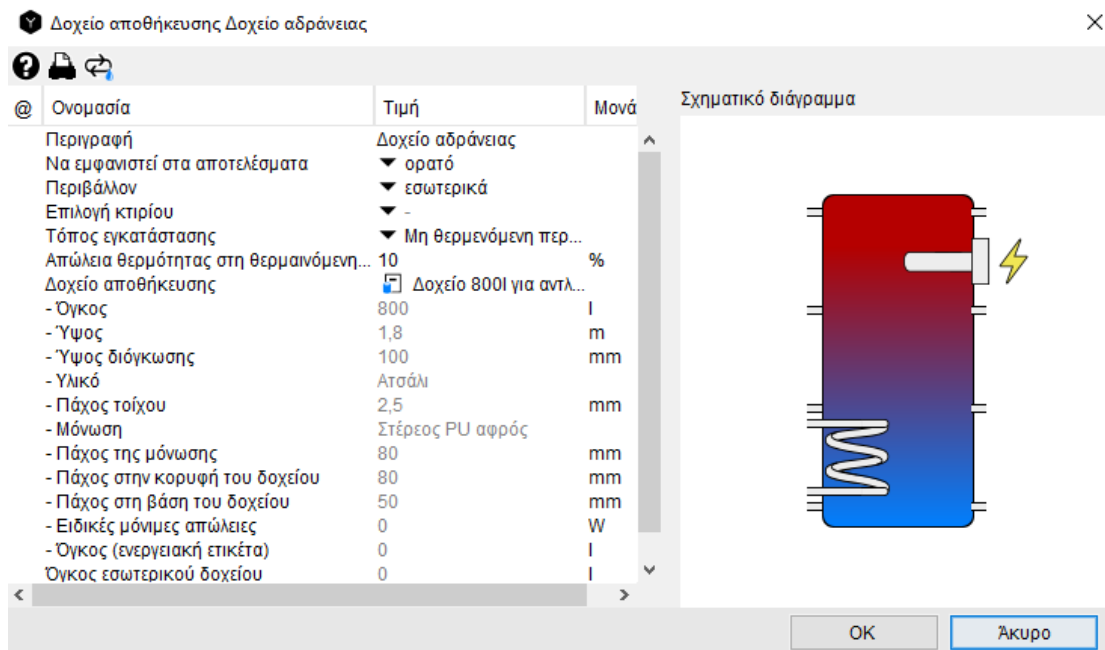 Δοχείο αποθήκευσης Δοχείο αδράνειας
@ Ονομασία Τιμή Μονά
Σχηματικό διάγραμμα
Περιγραφή Δοχείο αδράνειας
Να εμφανιστεί στα αποτελέσματα ορατό
Περιβάλλον εσωτερικά
Επιλογή κτιρίου -
Τόπος εγκατάστασης Μη θερμενόμενη περ...
Απώλεια θερμότητας στη θερμαινόμενη... 10 %
Δοχείο αποθήκευσης Δοχείο 800l για αντλ...
- Όγκος 800 l
- Ύψος 1,8 m
- Ύψος διόγκωσης 100 mm
- Υλικό Ατσάλι
- Πάχος τοίχου 2,5 mm
- Μόνωση Στέρεος PU αφρός
- Πάχος της μόνωσης 80 mm
- Πάχος στην κορυφή του δοχείου 80 mm
- Πάχος στη βάση του δοχείου 50 mm
- Ειδικές μόνιμες απώλειες 0 W
- Όγκος (ενεργειακή ετικέτα) 0 l
Όγκος εσωτερικού δοχείου 0 l
OK Άκυρο